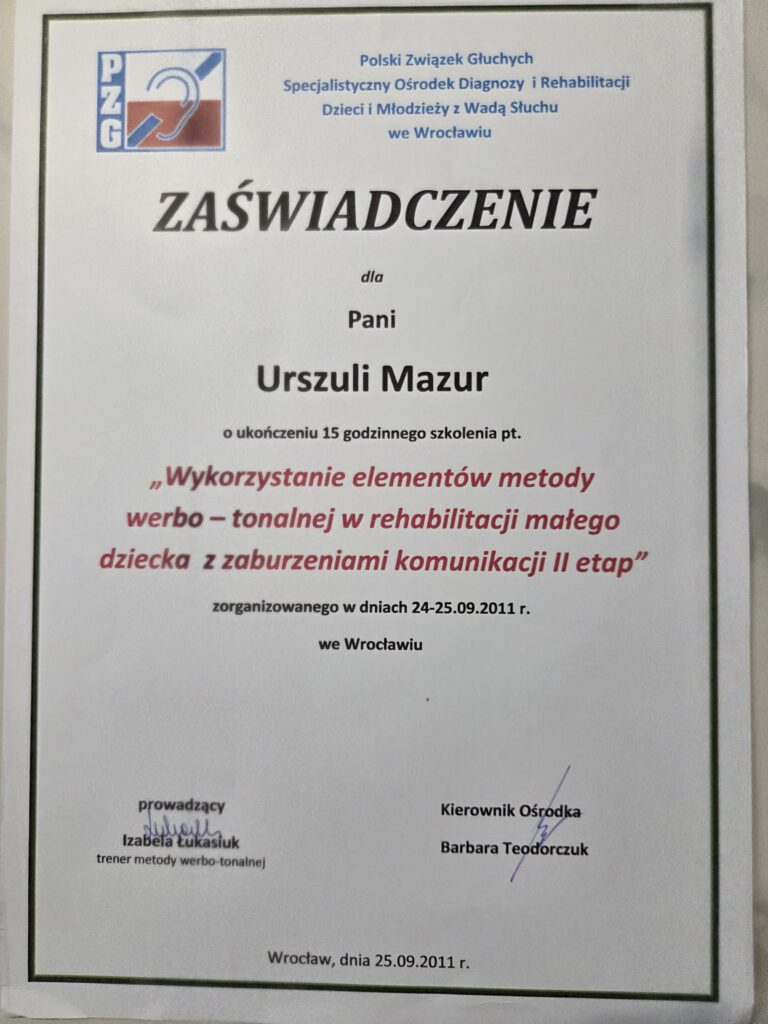 PZG
Polski Związek Głuchych
Specjalistyczny Ośrodek Diagnozy i Rehabilitacji
Dzieci i Młodzieży z Wadą Słuchu
we Wrocławiu
ZAŚWIADCZENIE
dla
Pani
Urszuli Mazur
o ukończeniu 15 godzinnego szkolenia pt.
„Wykorzystanie elementów metody
werbo – tonalnej w rehabilitacji małego
dziecka z zaburzeniami komunikacji II etap”
zorganizowanego w dniach 24-25.09.2011 r.
we Wrocławiu
prowadzący
Izabela Łukasiuk
trener metody werbo-tonalnej
Kierownik Ośrodka
Barbara Teodorczuk
Wrocław, dnia 25.09.2011 r.